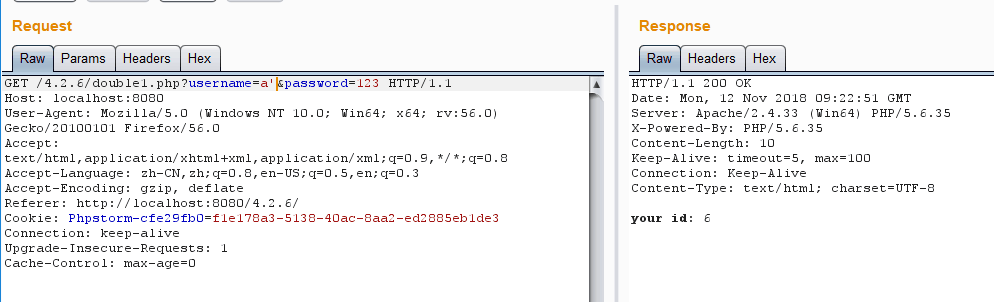 Request
Raw Params Headers Hex
GET /4.2.6/double1.php?username=a'&password=123 HTTP/1.1
Host: localhost:8080
User-Agent: Mozilla/5.0 (Windows NT 10.0; Win64; x64; rv:56.0)
Gecko/20100101 Firefox/56.0
Accept:
text/html,application/xhtml+xml,application/xml;q=0.9,*/*;q=0.8
Accept-Language: zh-CN,zh;q=0.8,en-US;q=0.5,en;q=0.3
Accept-Encoding: gzip, deflate
Referer: http://localhost:8080/4.2.6/
Cookie: Phpstorm-cfe29fb0=f1e178a3-5138-40ac-8aa2-ed2885eb1de3
Connection: keep-alive
Upgrade-Insecure-Requests: 1
Cache-Control: max-age=0
Response
Raw Headers Hex
HTTP/1.1 200 OK
Date: Mon, 12 Nov 2018 09:22:51 GMT
Server: Apache/2.4.33 (Win64) PHP/5.6.35
X-Powered-By: PHP/5.6.35
Content-Length: 10
Keep-Alive: timeout=5, max=100
Connection: Keep-Alive
Content-Type: text/html; charset=UTF-8
your id: 6